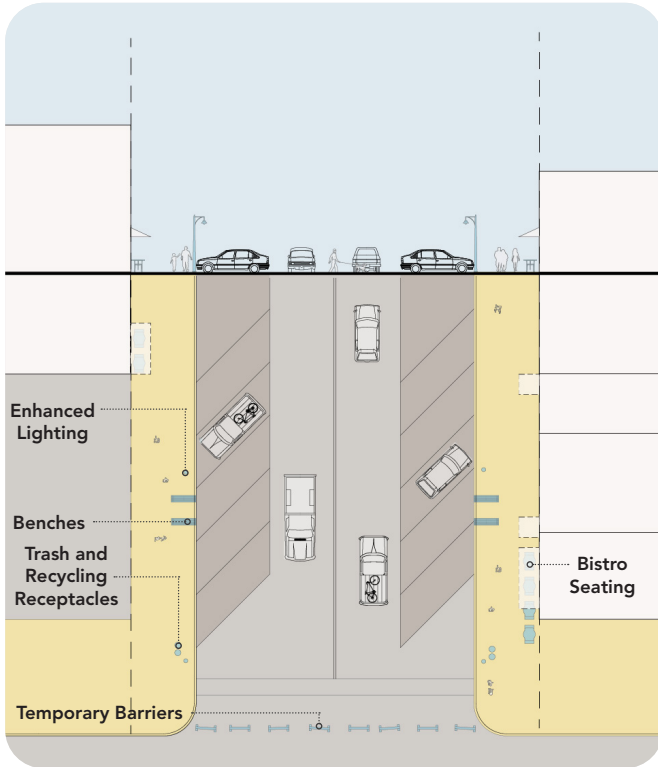 Enhanced
Lighting
Benches
Trash and
Recycling
Receptacles
Bistro
Seating
Temporary Barriers